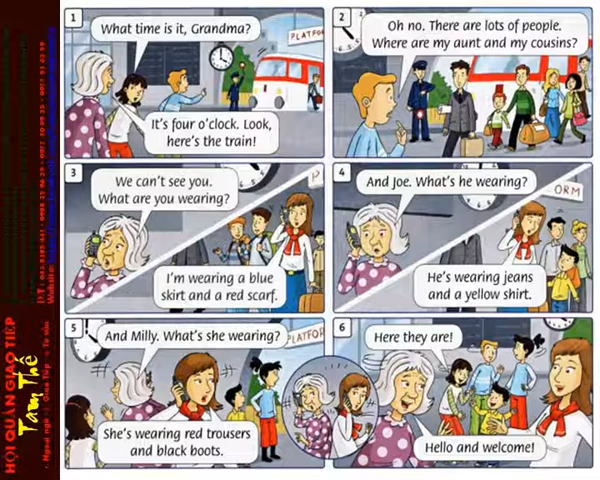 1
What time is it, Grandma?
PLATFO
It's four o'clock. Look,
here's the train!
2
Oh no. There are lots of people.
Where are my aunt and my cousins?
3
We can't see you.
What are you wearing?
P
I'm wearing a blue
skirt and a red scarf.
4
And Joe. What's he wearing?
ORM
He's wearing jeans
and a yellow shirt.
5
And Milly. What's she wearing?
PLATFO
She's wearing red trousers
and black boots.
6
Here they are!
Hello and welcome!
HỘI QUÁN GIAO TIẾP
Tam Thể
Website: